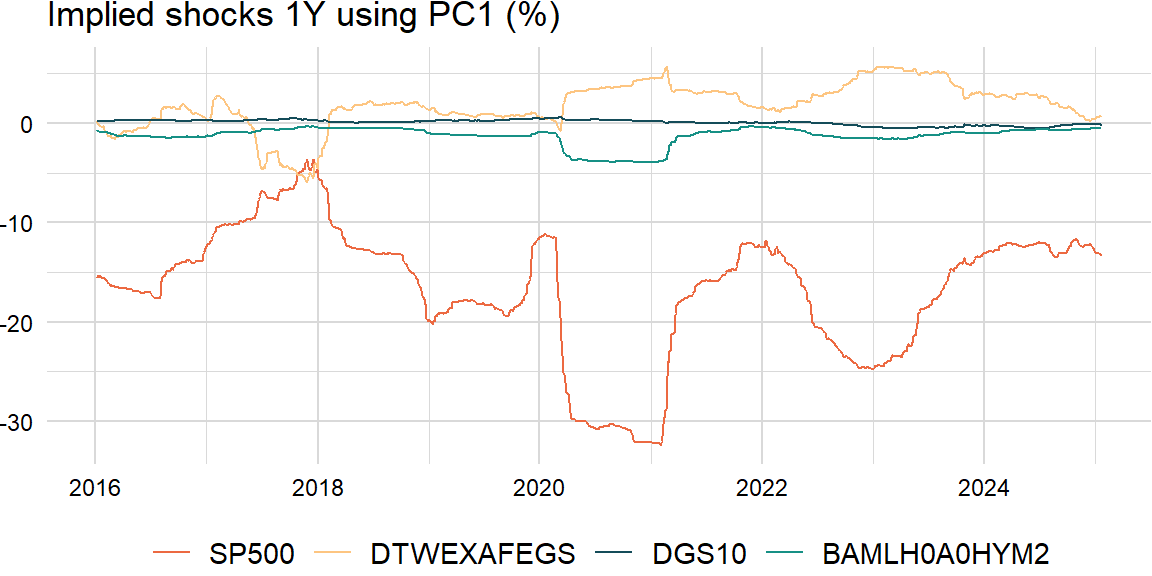 Implied shocks 1Y using PC1 (%)
0
-10
-20
-30
2016 2018 2020 2022 2024
SP500 DTWEXAFEGS DGS10 BAMLH0A0HYM2